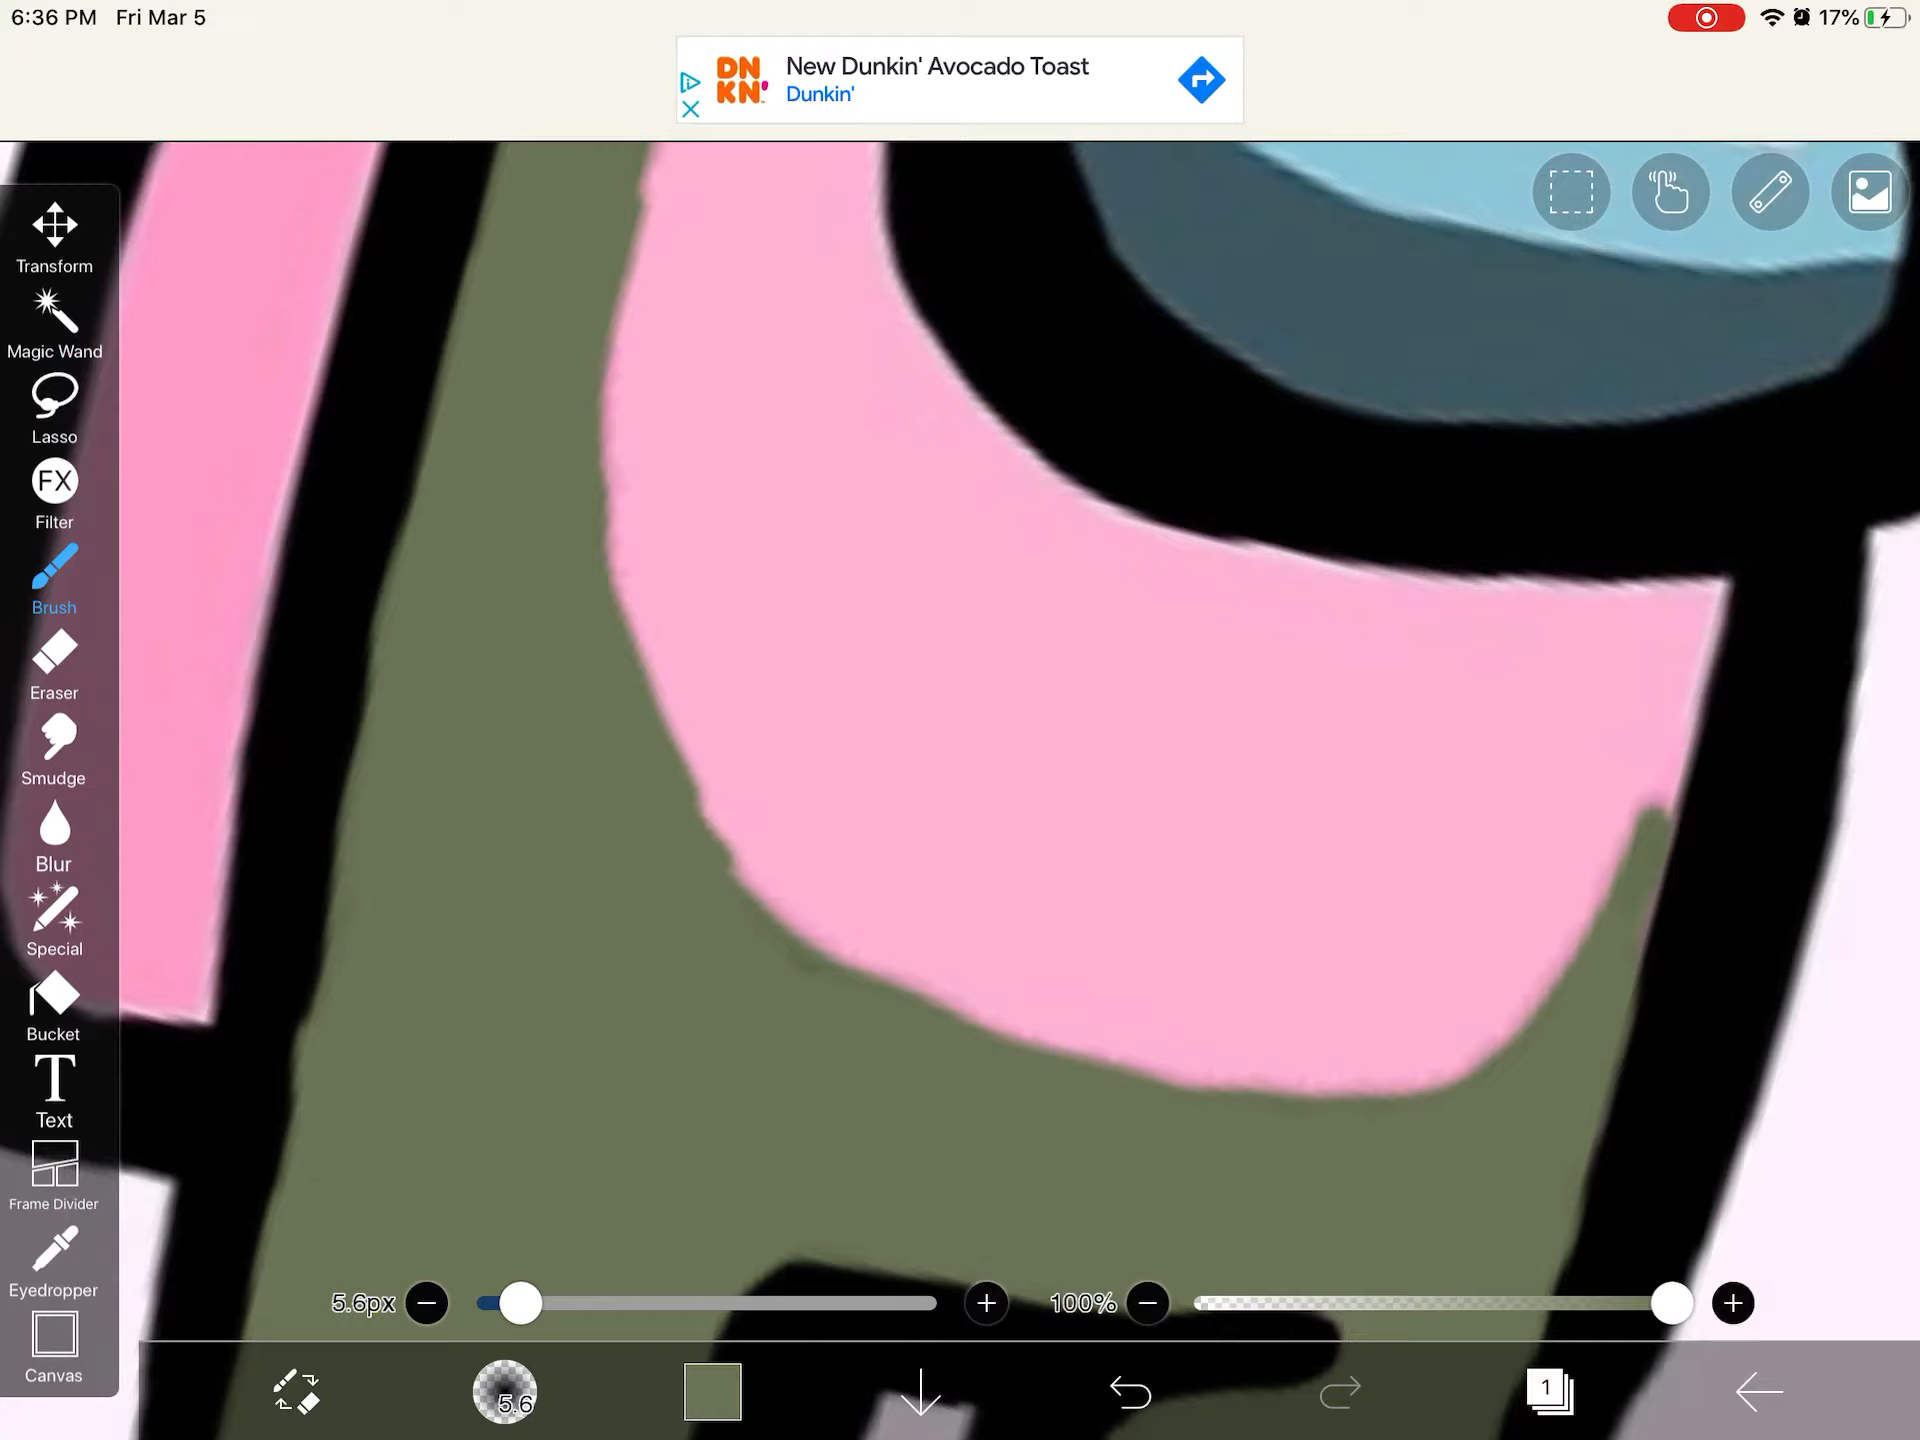 6:36 PM Fri Mar 5
17%
DN
KN'
New Dunkin' Avocado Toast
Dunkin'
Transform
Magic Wand
Lasso
FX
Filter
Brush
Eraser
Smudge
Blur
Special
Bucket
T
Text
Frame Divider
Eyedropper
Canvas
5.6px
100%
5.6
1